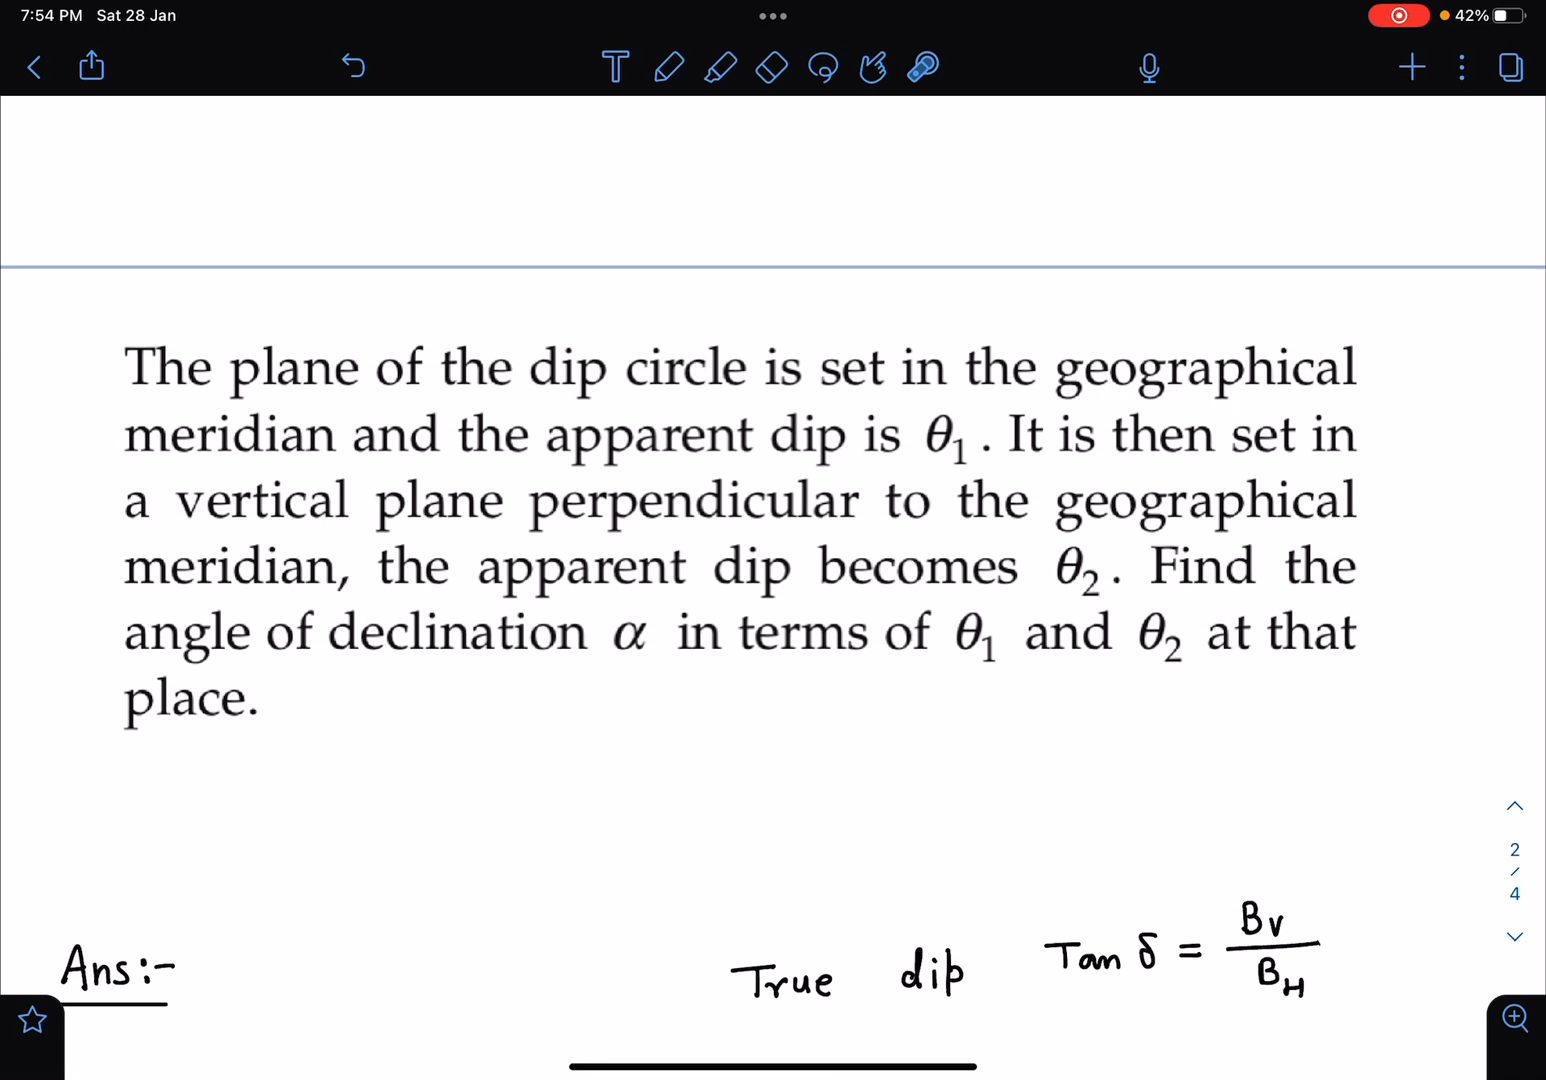 7:54 PM Sat 28 Jan
42%
The plane of the dip circle is set in the geographical
meridian and the apparent dip is θ₁. It is then set in
a vertical plane perpendicular to the geographical
meridian, the apparent dip becomes θ₂. Find the
angle of declination α in terms of θ₁ and θ₂ at that
place.
2
/
4
Ans:-
True dip Tan δ = Bv / BH